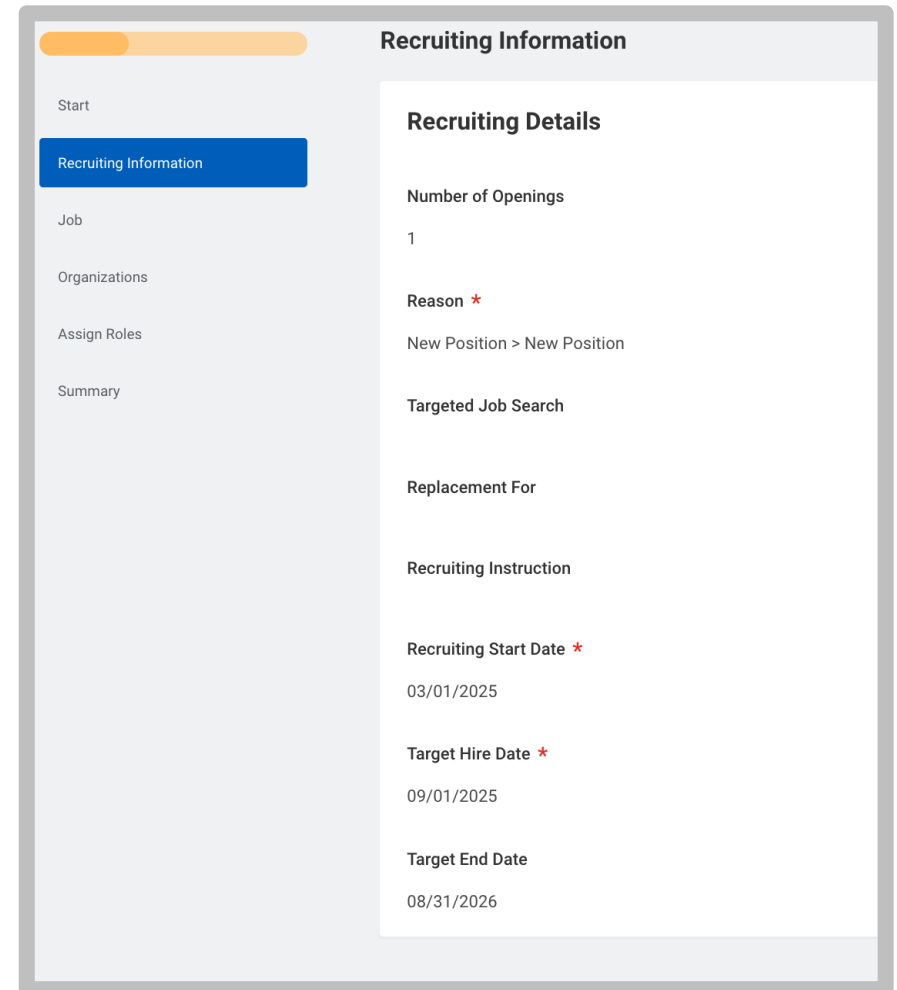 Recruiting Information
Start
Recruiting Information
Job
Organizations
Assign Roles
Summary
Recruiting Details
Number of Openings
1
Reason *
New Position > New Position
Targeted Job Search
Replacement For
Recruiting Instruction
Recruiting Start Date *
03/01/2025
Target Hire Date *
09/01/2025
Target End Date
08/31/2026